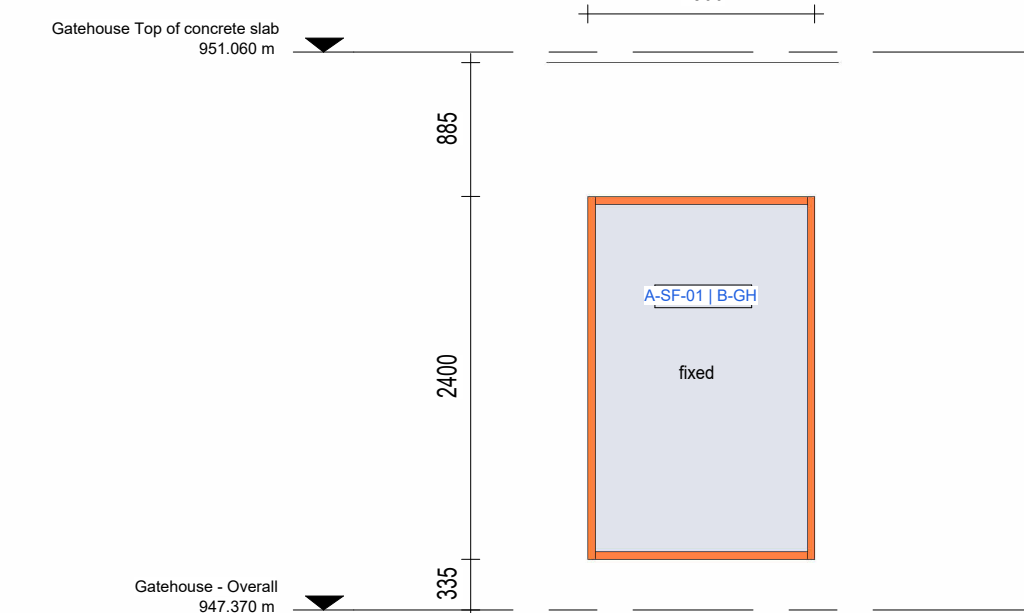 Gatehouse Top of concrete slab
951.060 m
885
A-SF-01 | B-GH
fixed
2400
335
Gatehouse - Overall
947.370 m